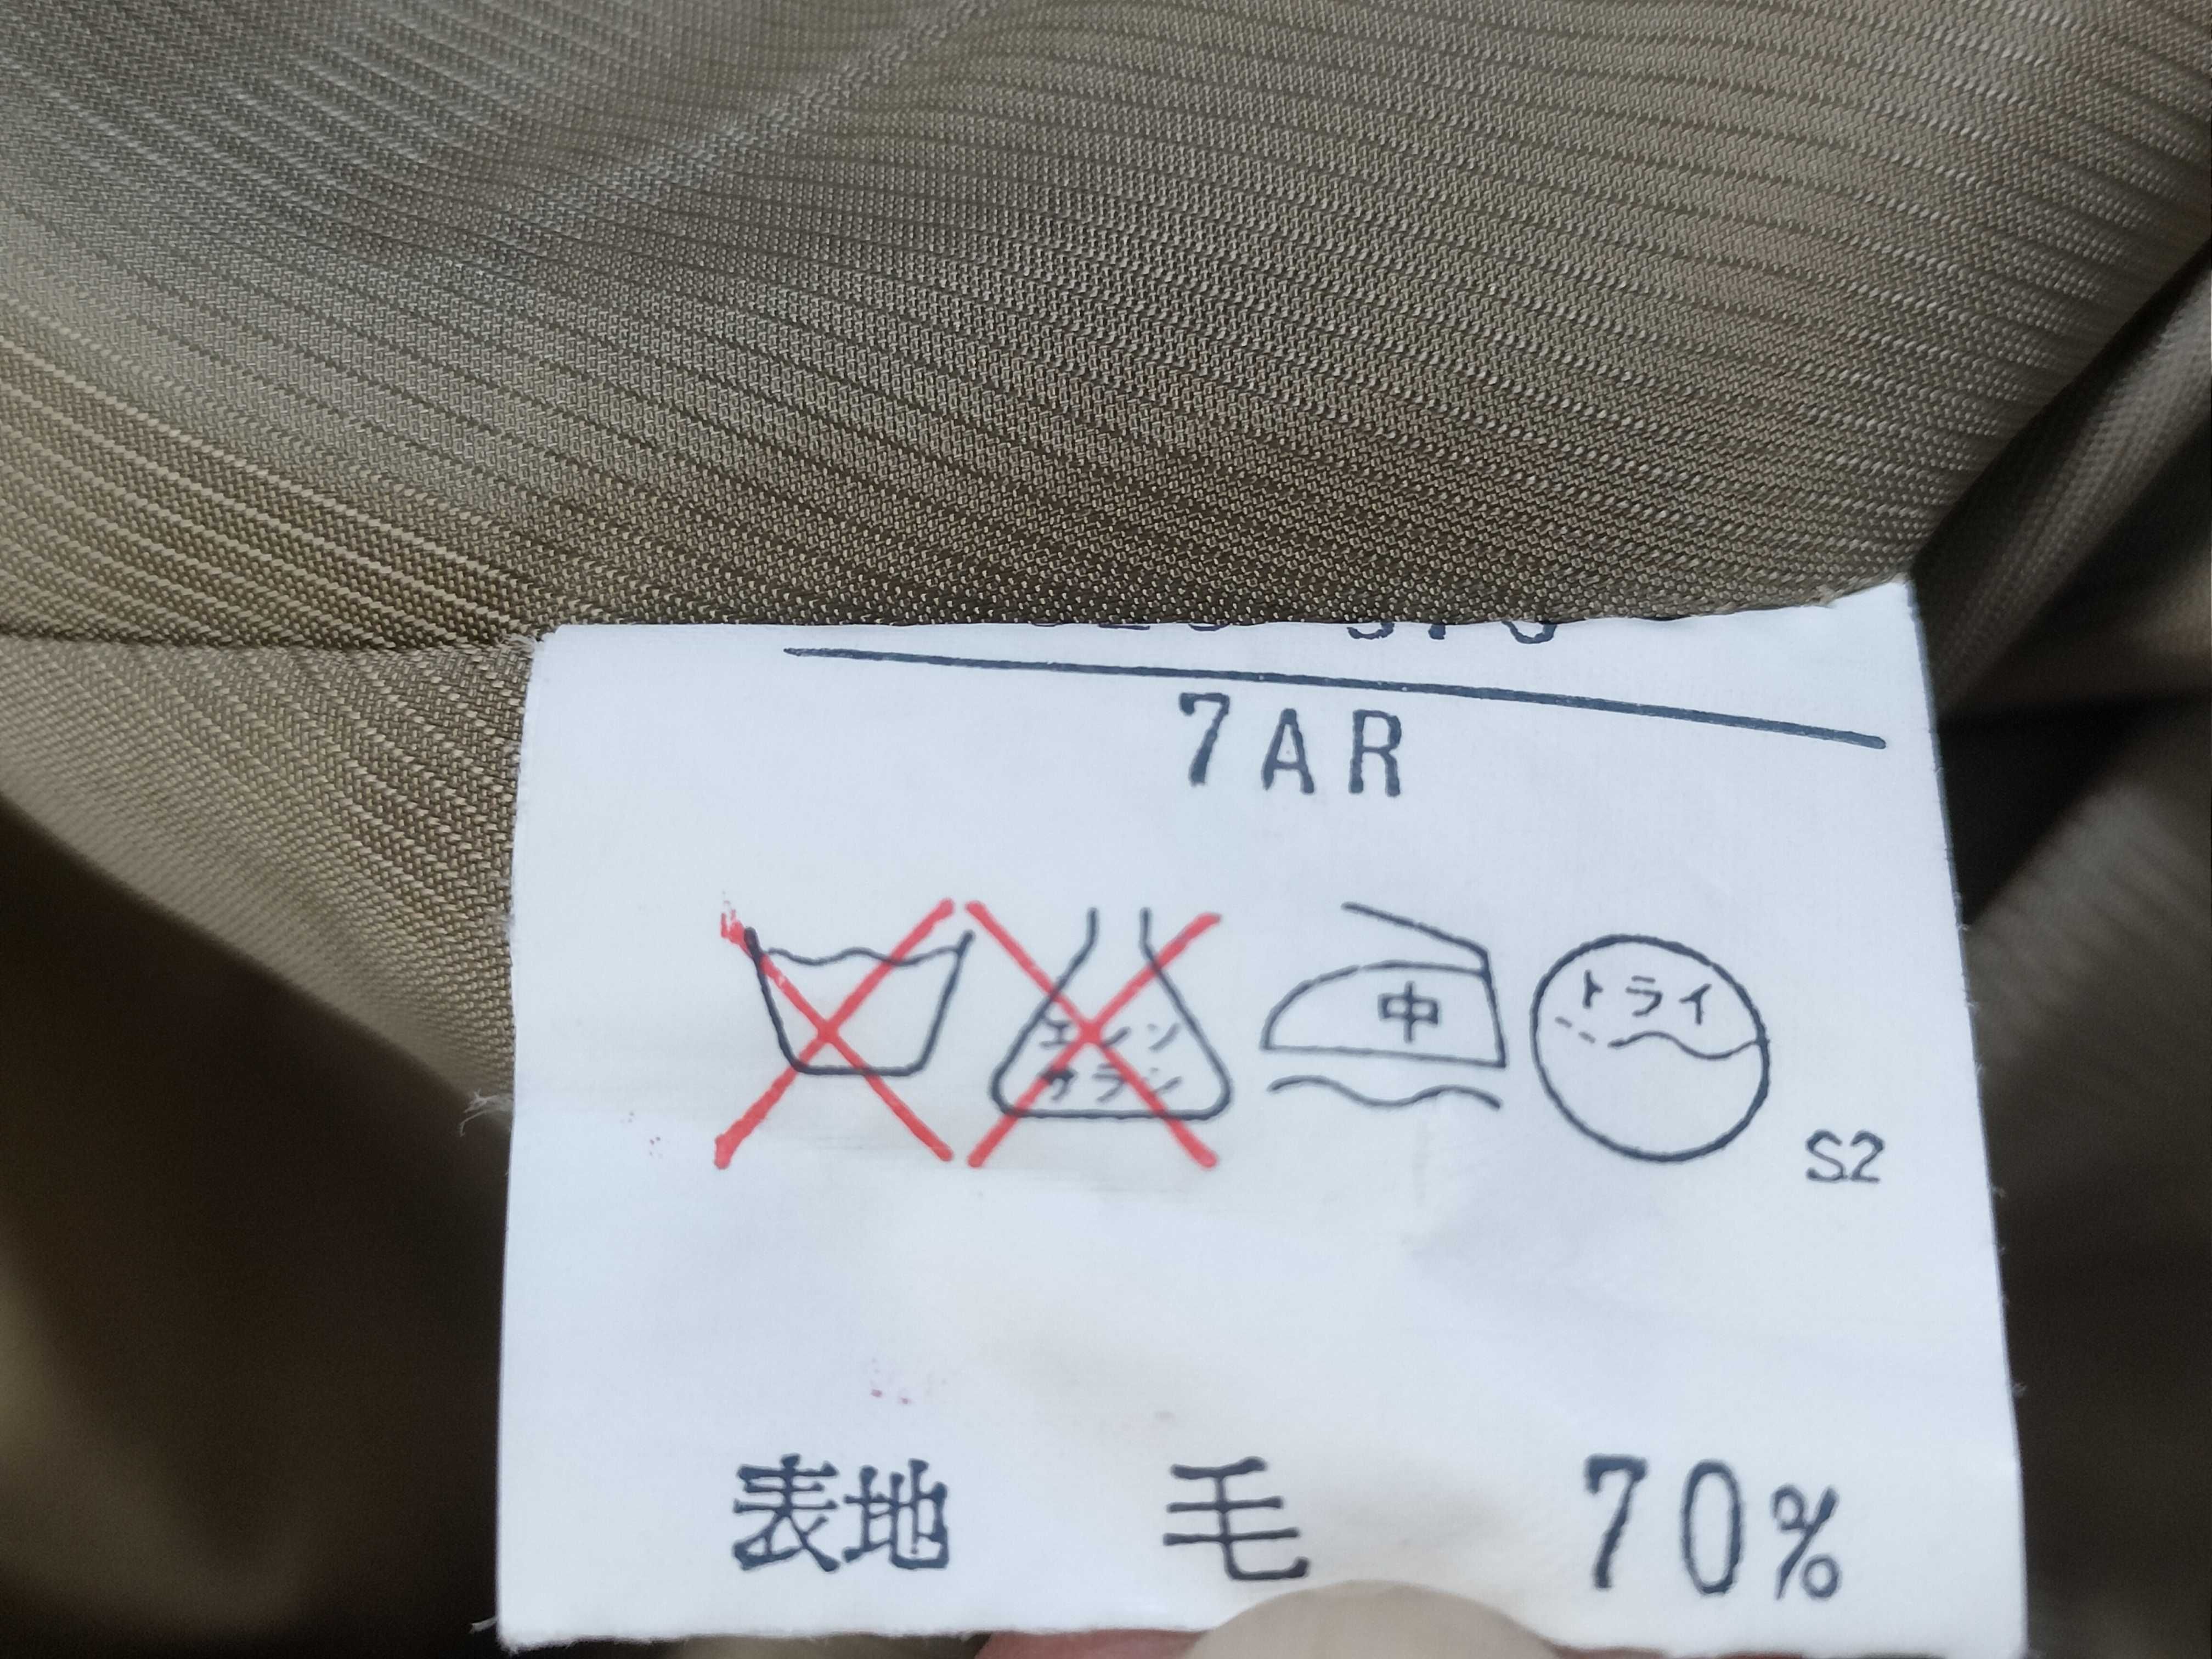 7AR
エンソ
サラシ
中
ドライ
S2
表地 毛 70%